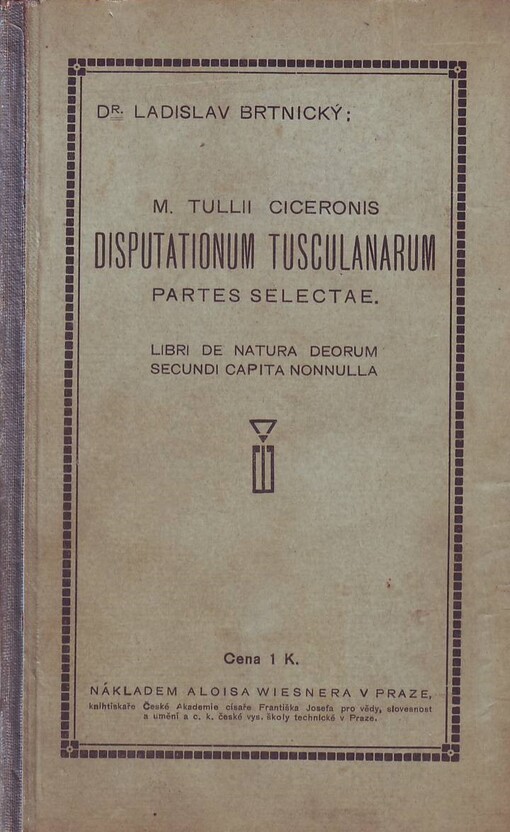 DR. LADISLAV BRTNICKÝ:
M. TULLII CICERONIS
DISPUTATIONUM TUSCULANARUM
PARTES SELECTAE.
LIBRI DE NATURA DEORUM
SECUNDI CAPITA NONNULLA
Cena 1 K.
NÁKLADEM ALOISA WIESNERA V PRAZE,
knihtiskaře České Akademie císaře Františka Josefa pro vědy, slovesnost
a umění a c. k. české vys. školy technické v Praze.